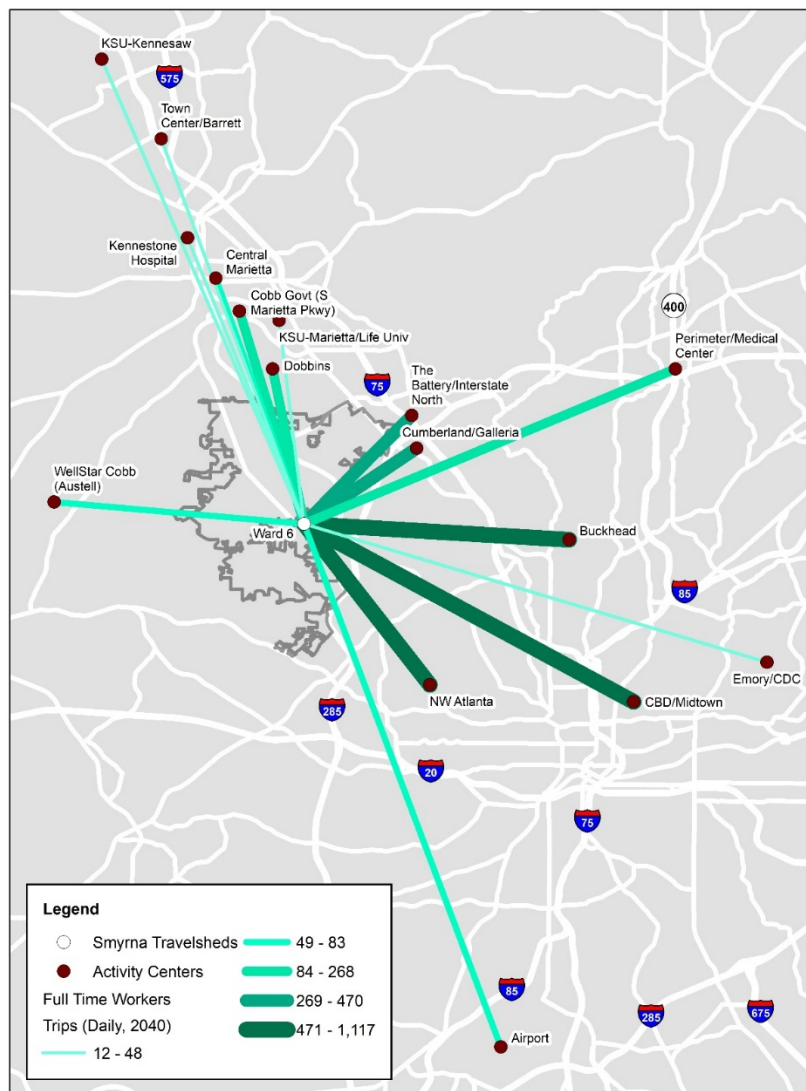 KSU-Kennesaw
575
Town
Center/Barrett
Kennestone
Hospital
Central
Marietta
Cobb Govt (S
Marietta Pkwy)
KSU-Marietta/Life Univ
400
Perimeter/Medical
Center
Dobbins
75
The
Battery/Interstate
North
Cumberland/Galleria
WellStar Cobb
(Austell)
Ward 6
Buckhead
85
Emory/CDC
NW Atlanta
CBD/Midtown
285
20
75
Legend
Smyrna Travelsheds
Activity Centers
Full Time Workers
Trips (Daily, 2040)
12 - 48
49 - 83
84 - 268
269 - 470
471 - 1,117
85
285
675
Airport